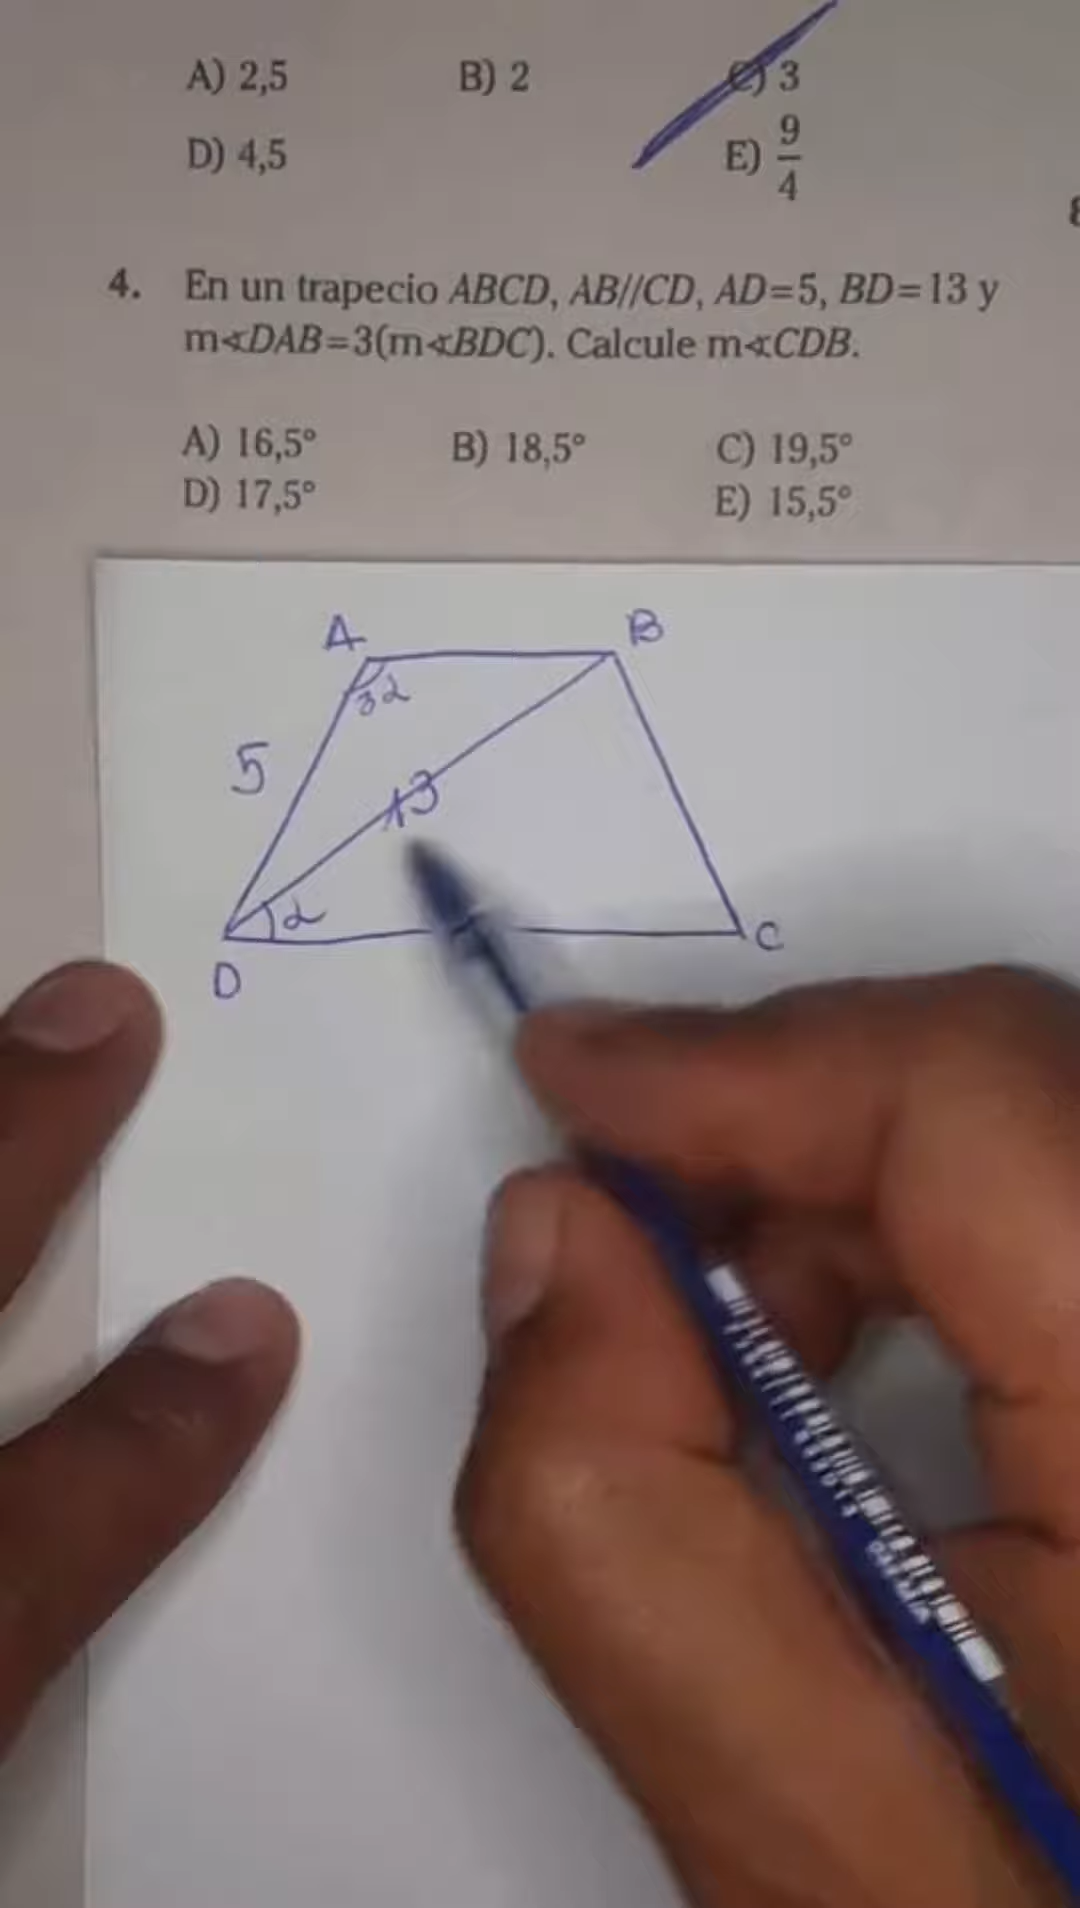 A) 2,5 B) 2 C) 3
D) 4,5 E) 9/4
4. En un trapecio ABCD, AB//CD, AD=5, BD=13 y
m∢DAB=3(m∢BDC). Calcule m∢CDB.
A) 16,5° B) 18,5° C) 19,5°
D) 17,5° E) 15,5°
A B
3α
5
13
α
C
D